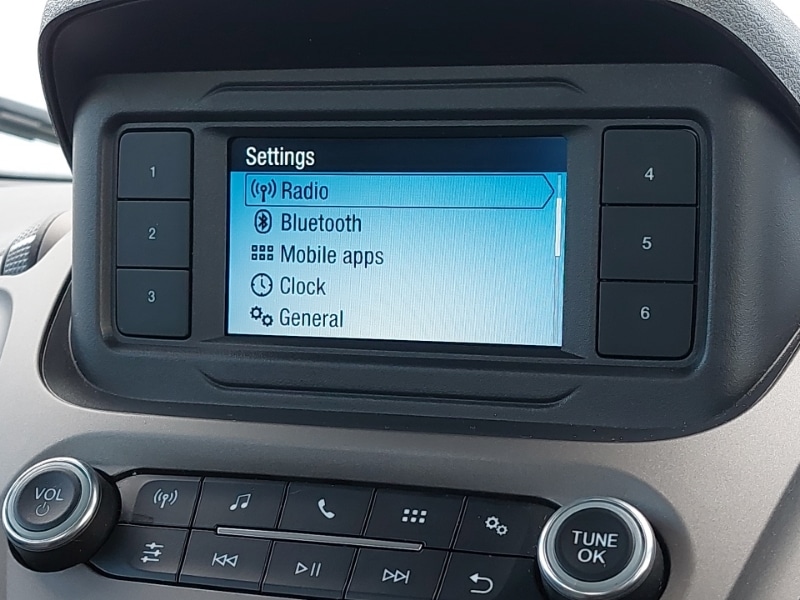 Settings
Radio
Bluetooth
Mobile apps
Clock
General
1
2
3
4
5
6
VOL
TUNE
OK